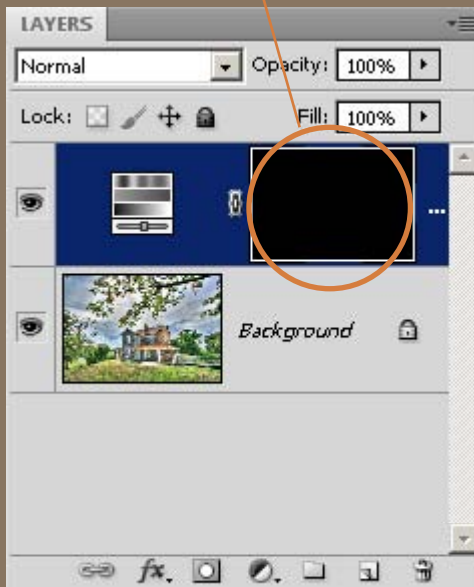 LAYERS
Normal Opacity: 100%
Lock: Fill: 100%
...
Background
fx.